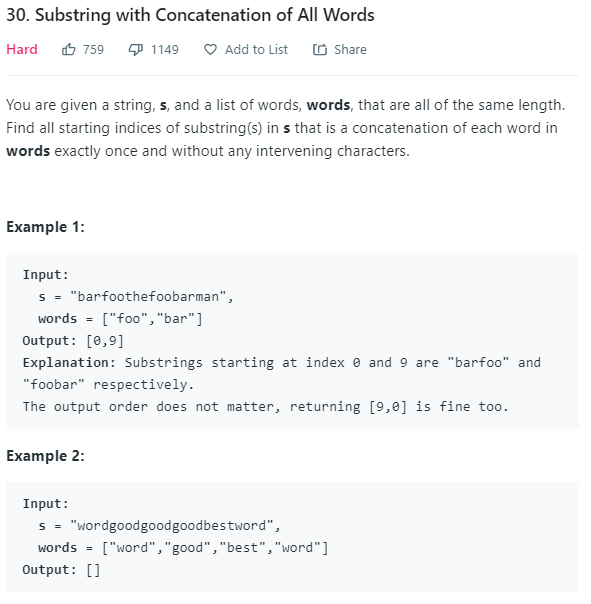 30. Substring with Concatenation of All Words
Hard 759 1149 Add to List Share
You are given a string, s, and a list of words, words, that are all of the same length.
Find all starting indices of substring(s) in s that is a concatenation of each word in
words exactly once and without any intervening characters.
Example 1:
Input:
s = "barfoothefoobarman",
words = ["foo","bar"]
Output: [0,9]
Explanation: Substrings starting at index 0 and 9 are "barfoo" and
"foobar" respectively.
The output order does not matter, returning [9,0] is fine too.
Example 2:
Input:
s = "wordgoodgoodgoodbestword",
words = ["word","good","best","word"]
Output: []